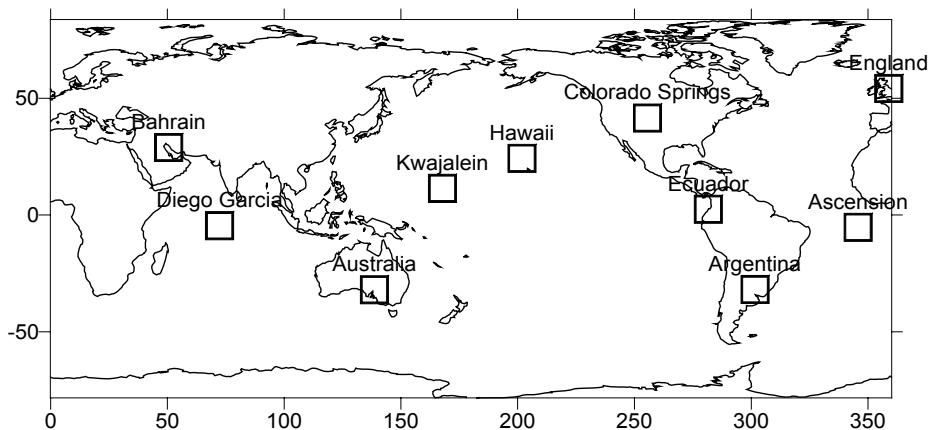 England
50
Colorado Springs
Bahrain
Hawaii
Kwajalein
Ecuador
Diego Garcia
Ascension
0
Australia
Argentina
-50
0 50 100 150 200 250 300 350